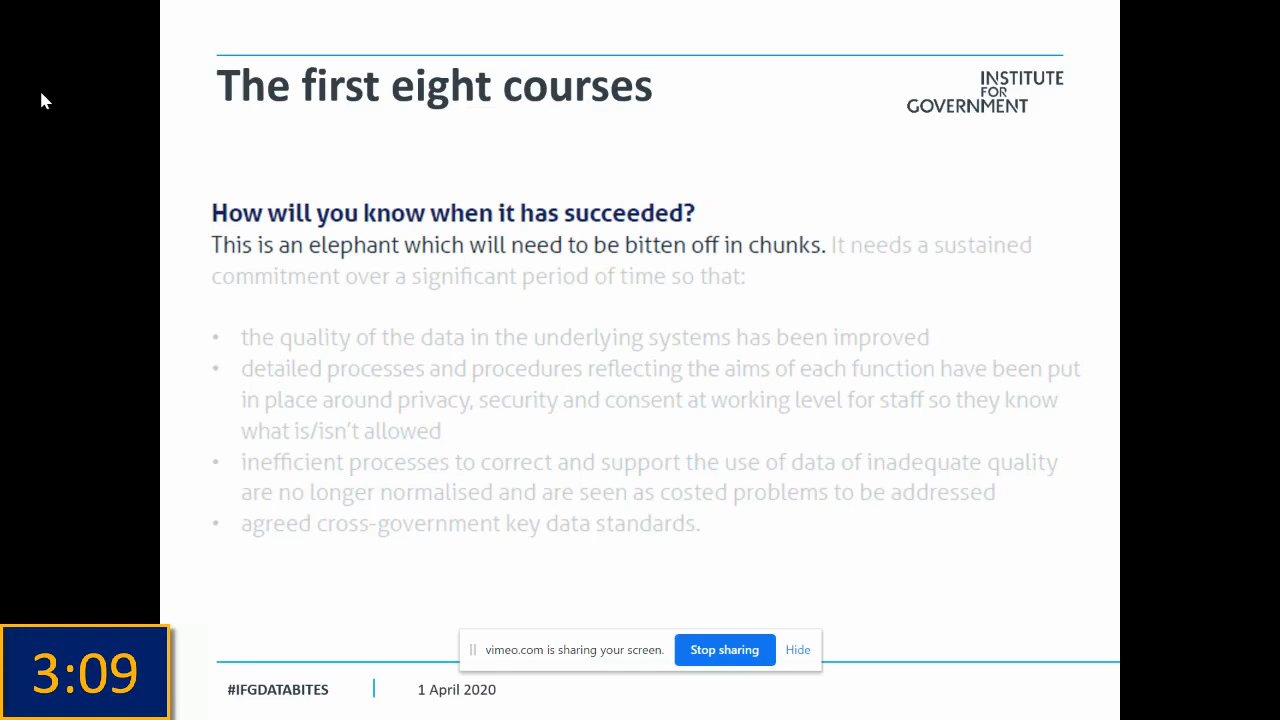 The first eight courses
INSTITUTE
FOR
GOVERNMENT
How will you know when it has succeeded?
This is an elephant which will need to be bitten off in chunks. It needs a sustained
commitment over a significant period of time so that:
• the quality of the data in the underlying systems has been improved
• detailed processes and procedures reflecting the aims of each function have been put
in place around privacy, security and consent at working level for staff so they know
what is/isn't allowed
• inefficient processes to correct and support the use of data of inadequate quality
are no longer normalised and are seen as costed problems to be addressed
• agreed cross-government key data standards.
vimeo.com is sharing your screen. Stop sharing Hide
3:09
#IFGDATABITES 1 April 2020